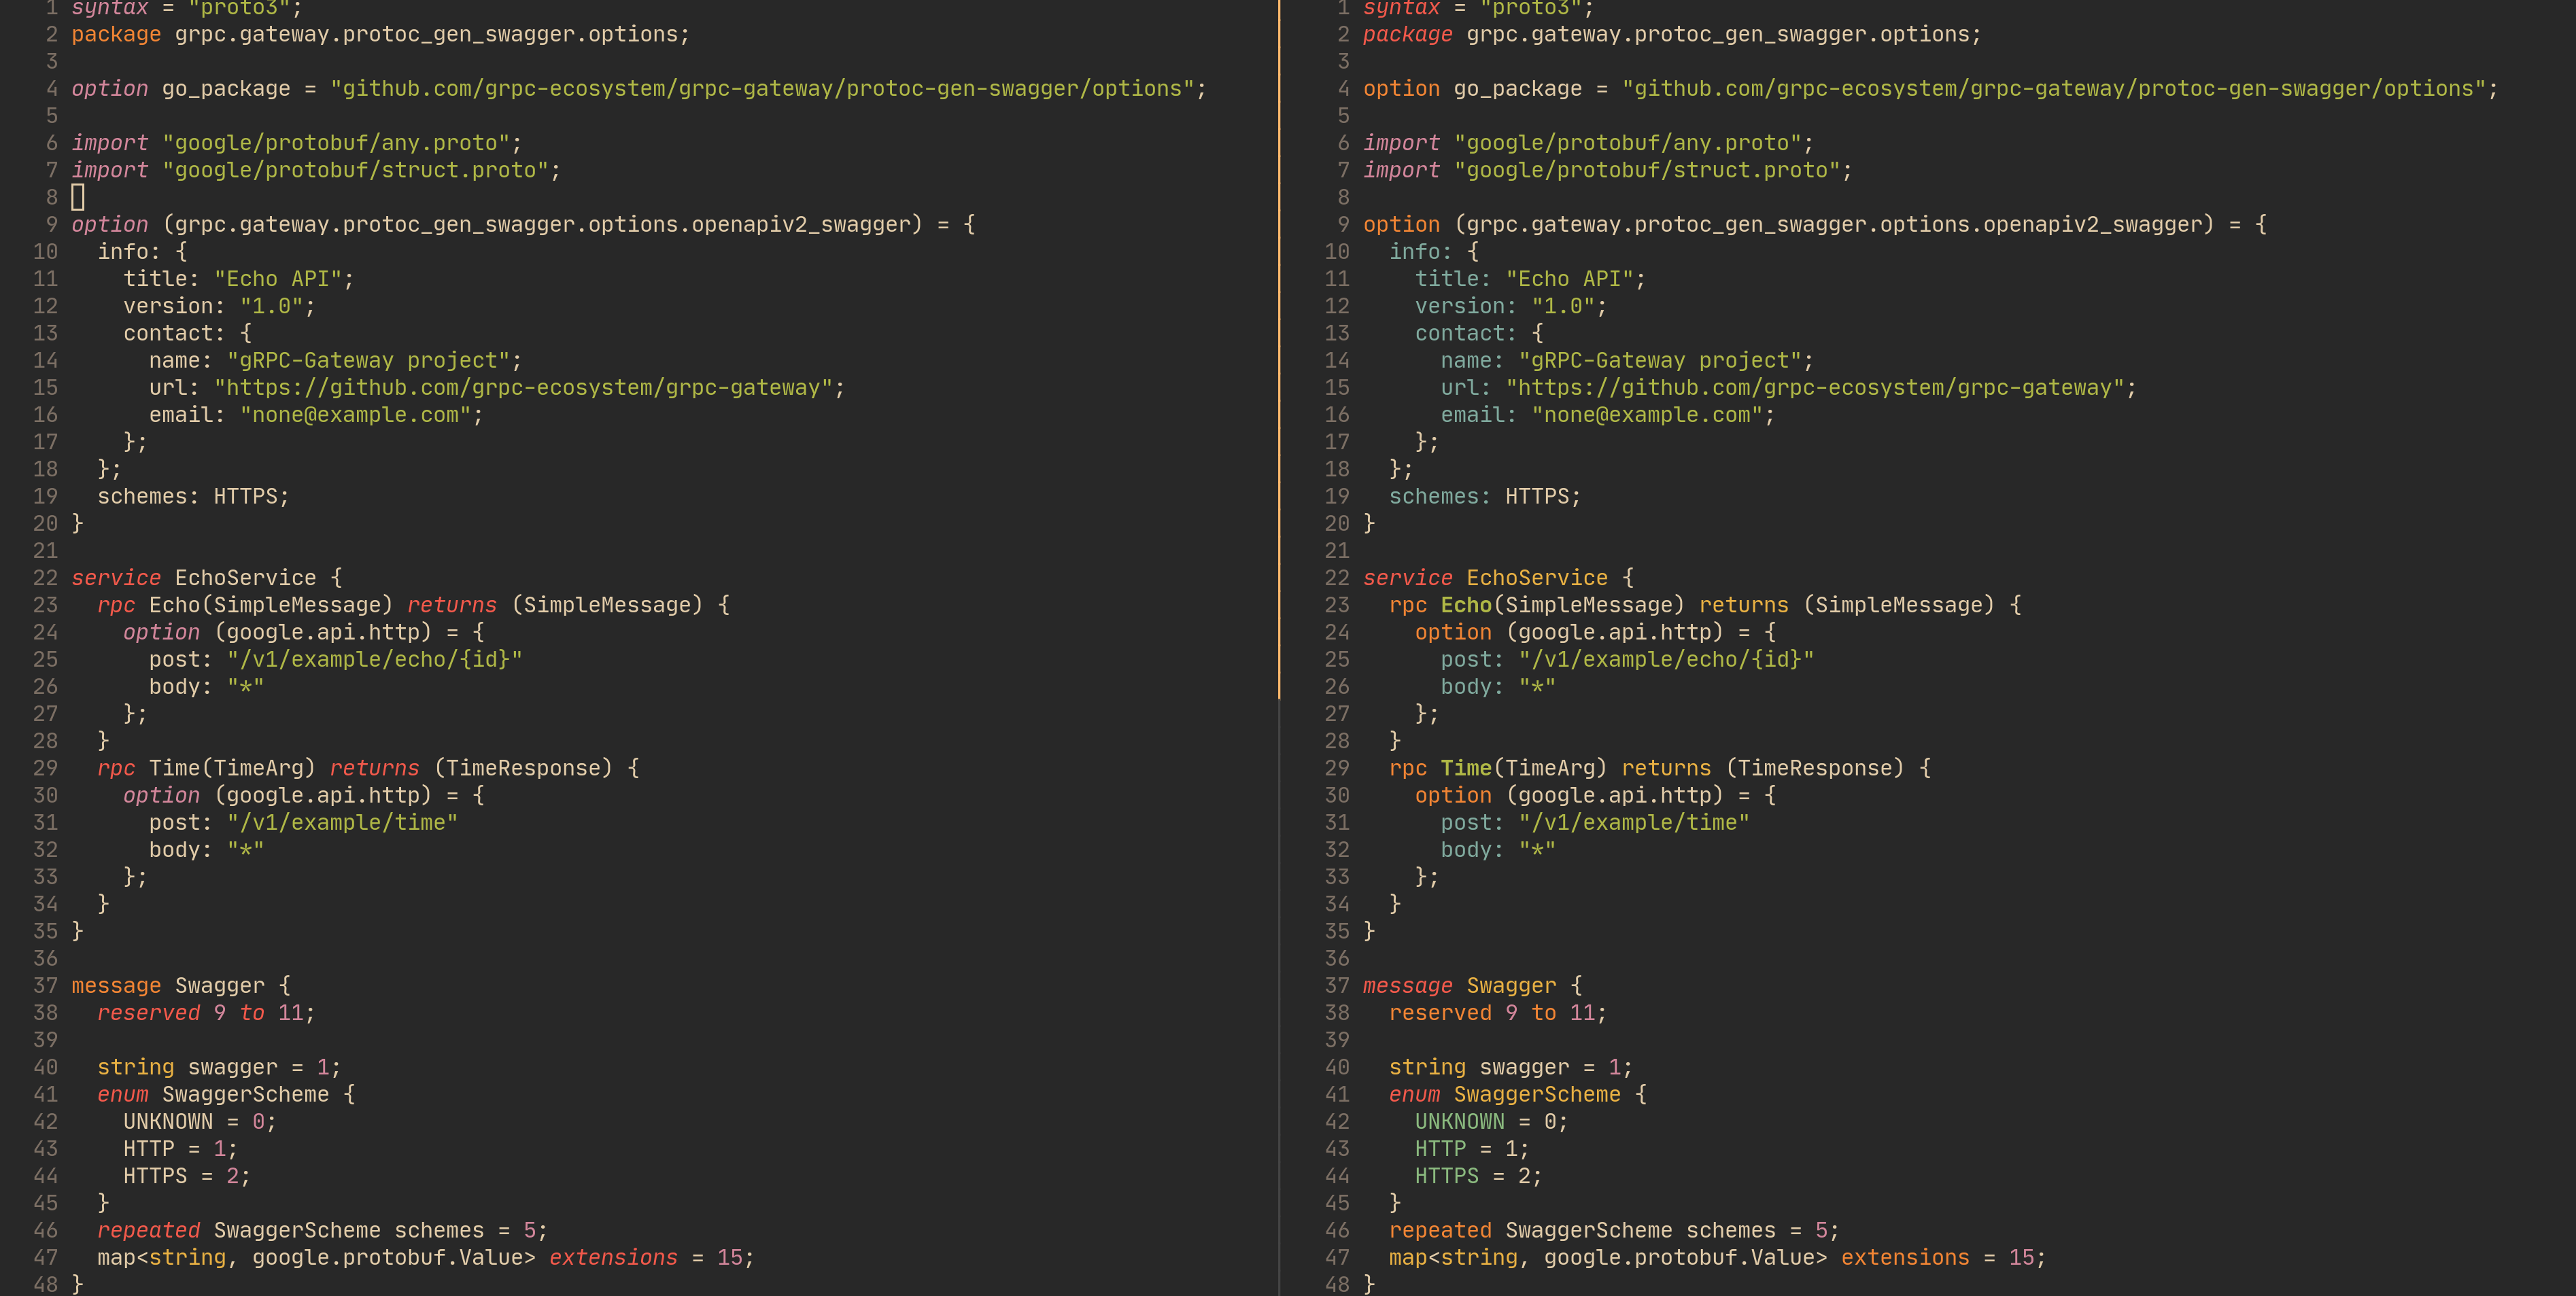 1 syntax = "proto3";
2 package grpc.gateway.protoc_gen_swagger.options;
3
4 option go_package = "github.com/grpc-ecosystem/grpc-gateway/protoc-gen-swagger/options";
5
6 import "google/protobuf/any.proto";
7 import "google/protobuf/struct.proto";
8
9 option (grpc.gateway.protoc_gen_swagger.options.openapiv2_swagger) = {
10   info: {
11     title: "Echo API";
12     version: "1.0";
13     contact: {
14       name: "gRPC-Gateway project";
15       url: "https://github.com/grpc-ecosystem/grpc-gateway";
16       email: "none@example.com";
17     };
18   };
19   schemes: HTTPS;
20 }
21
22 service EchoService {
23   rpc Echo(SimpleMessage) returns (SimpleMessage) {
24     option (google.api.http) = {
25       post: "/v1/example/echo/{id}"
26       body: "*"
27     };
28   }
29   rpc Time(TimeArg) returns (TimeResponse) {
30     option (google.api.http) = {
31       post: "/v1/example/time"
32       body: "*"
33     };
34   }
35 }
36
37 message Swagger {
38   reserved 9 to 11;
39
40   string swagger = 1;
41   enum SwaggerScheme {
42     UNKNOWN = 0;
43     HTTP = 1;
44     HTTPS = 2;
45   }
46   repeated SwaggerScheme schemes = 5;
47   map<string, google.protobuf.Value> extensions = 15;
48 }
1 syntax = "proto3";
2 package grpc.gateway.protoc_gen_swagger.options;
3
4 option go_package = "github.com/grpc-ecosystem/grpc-gateway/protoc-gen-swagger/options";
5
6 import "google/protobuf/any.proto";
7 import "google/protobuf/struct.proto";
8
9 option (grpc.gateway.protoc_gen_swagger.options.openapiv2_swagger) = {
10   info: {
11     title: "Echo API";
12     version: "1.0";
13     contact: {
14       name: "gRPC-Gateway project";
15       url: "https://github.com/grpc-ecosystem/grpc-gateway";
16       email: "none@example.com";
17     };
18   };
19   schemes: HTTPS;
20 }
21
22 service EchoService {
23   rpc Echo(SimpleMessage) returns (SimpleMessage) {
24     option (google.api.http) = {
25       post: "/v1/example/echo/{id}"
26       body: "*"
27     };
28   }
29   rpc Time(TimeArg) returns (TimeResponse) {
30     option (google.api.http) = {
31       post: "/v1/example/time"
32       body: "*"
33     };
34   }
35 }
36
37 message Swagger {
38   reserved 9 to 11;
39
40   string swagger = 1;
41   enum SwaggerScheme {
42     UNKNOWN = 0;
43     HTTP = 1;
44     HTTPS = 2;
45   }
46   repeated SwaggerScheme schemes = 5;
47   map<string, google.protobuf.Value> extensions = 15;
48 }